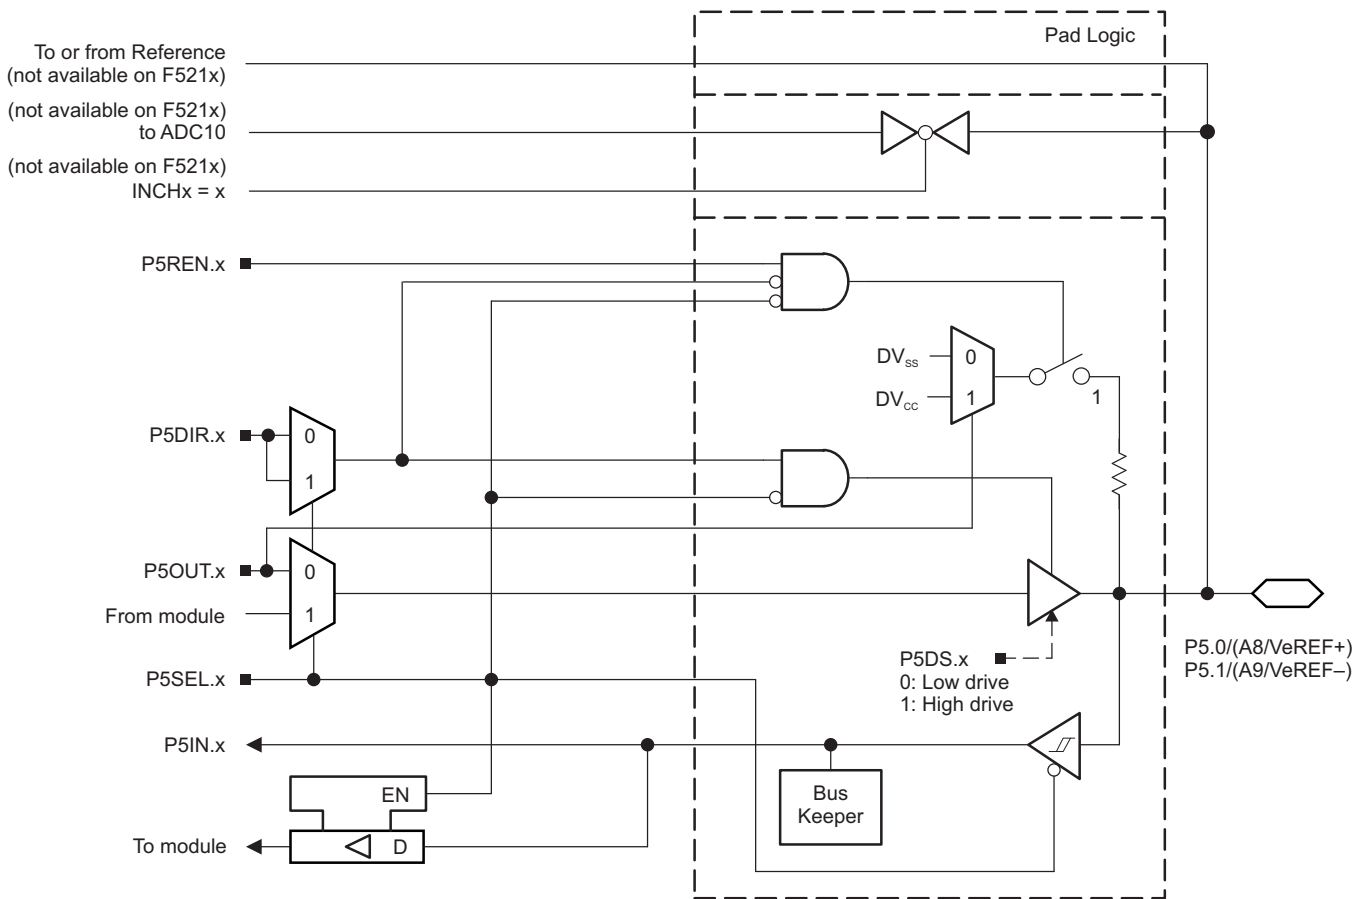 Pad Logic
To or from Reference
(not available on F521x)
(not available on F521x)
to ADC10
(not available on F521x)
INCHx = x
P5REN.x
DVSS
0
DVCC
1
1
P5DIR.x
0
1
P5OUT.x
0
From module
1
P5SEL.x
P5DS.x
0: Low drive
1: High drive
P5.0/(A8/VeREF+)
P5.1/(A9/VeREF–)
P5IN.x
EN
Bus
Keeper
To module
D